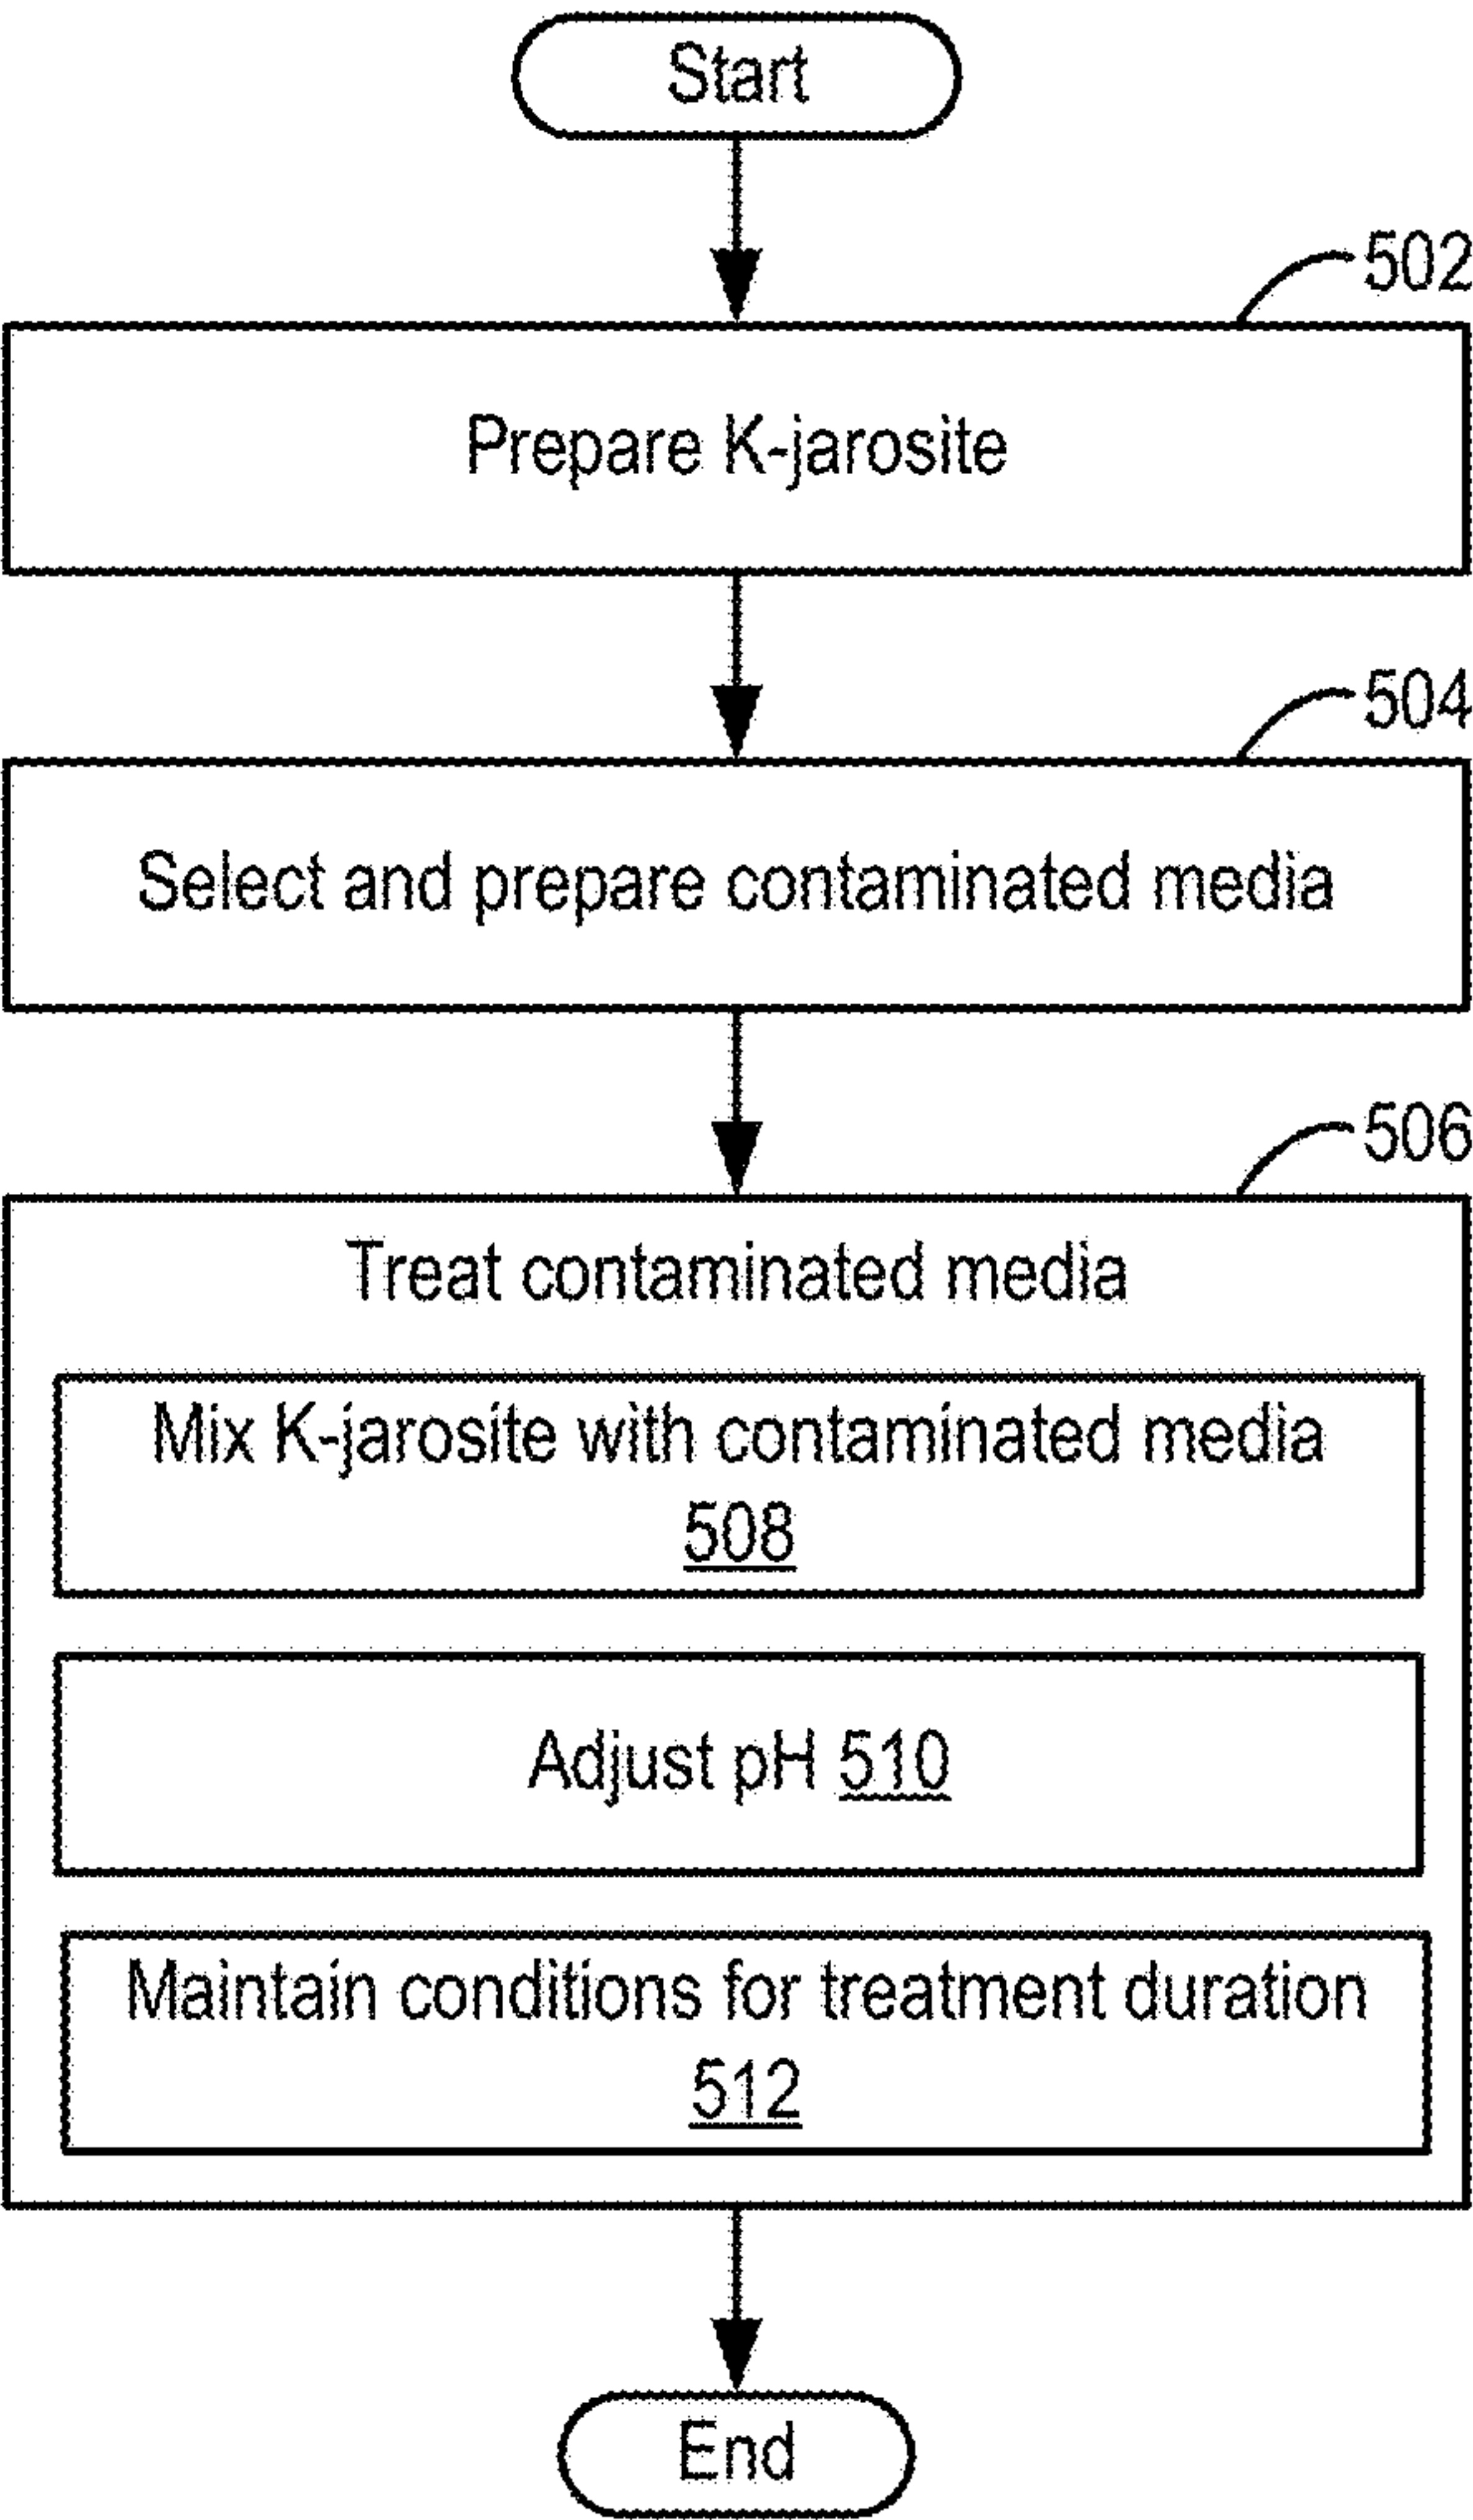 Start
502
Prepare K-jarosite
504
Select and prepare contaminated media
506
Treat contaminated media
Mix K-jarosite with contaminated media
508
Adjust pH 510
Maintain conditions for treatment duration
512
End